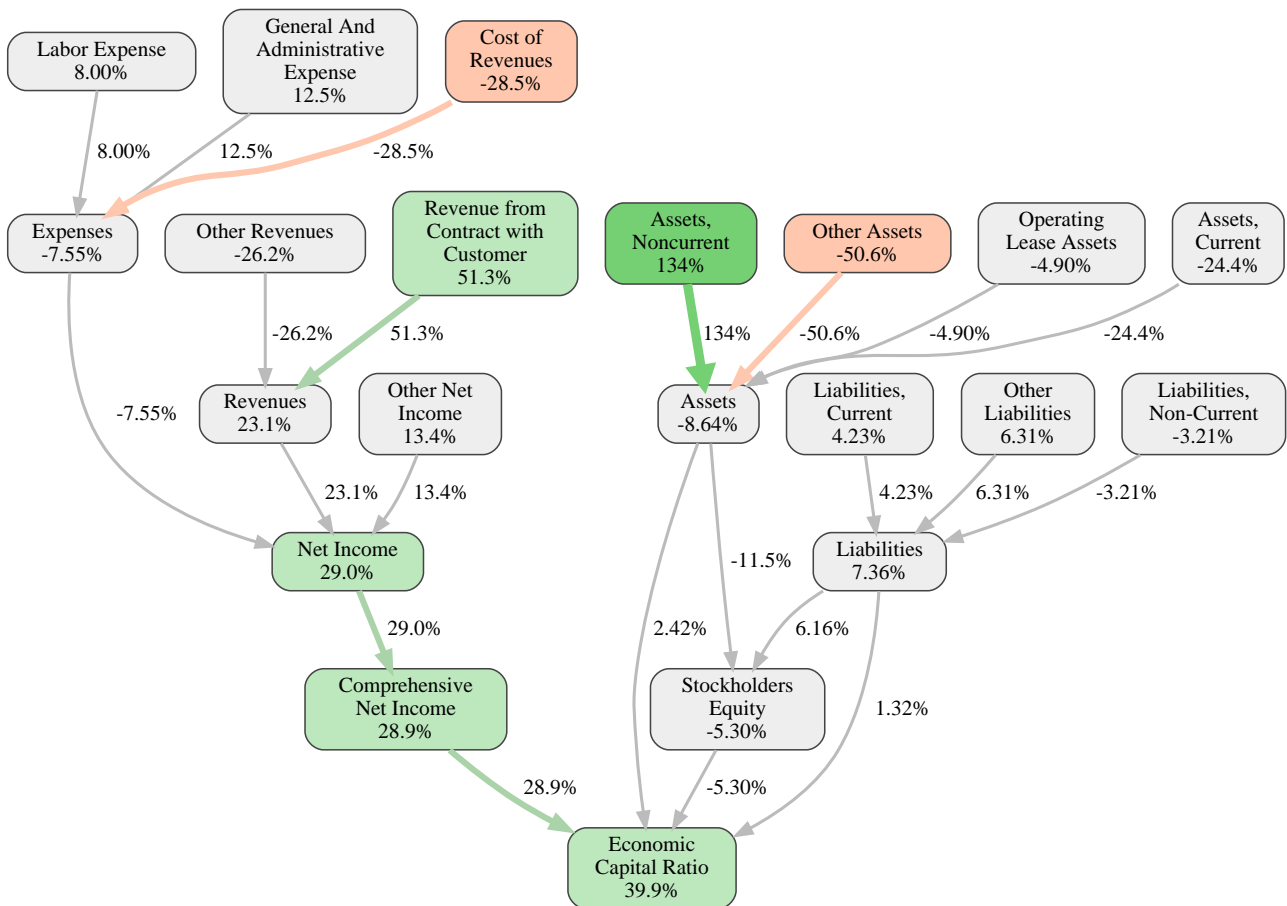 Labor Expense
8.00%
General And
Administrative
Expense
12.5%
Cost of
Revenues
-28.5%
8.00%
12.5%
-28.5%
Expenses
-7.55%
Other Revenues
-26.2%
Revenue from
Contract with
Customer
51.3%
Assets,
Noncurrent
134%
Other Assets
-50.6%
Operating
Lease Assets
-4.90%
Assets,
Current
-24.4%
-26.2%
51.3%
134%
-50.6%
-4.90%
-24.4%
-7.55%
Revenues
23.1%
Other Net
Income
13.4%
Assets
-8.64%
Liabilities,
Current
4.23%
Other
Liabilities
6.31%
Liabilities,
Non-Current
-3.21%
23.1%
13.4%
4.23%
6.31%
-3.21%
Net Income
29.0%
-11.5%
Liabilities
7.36%
29.0%
2.42%
6.16%
Comprehensive
Net Income
28.9%
Stockholders
Equity
-5.30%
1.32%
28.9%
-5.30%
Economic
Capital Ratio
39.9%